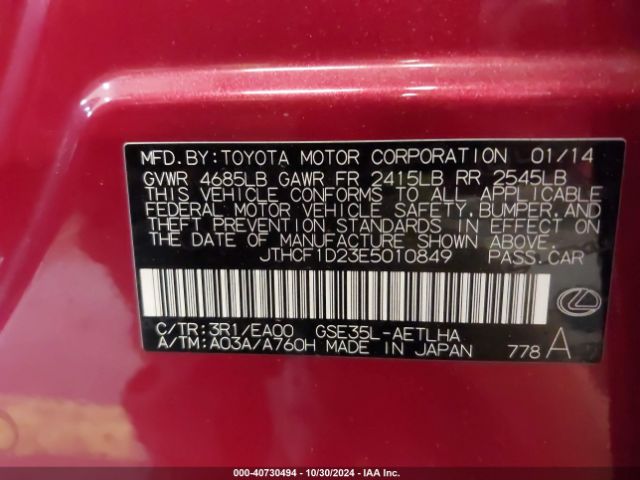 MFD.BY:TOYOTA MOTOR CORPORATION 01/14
GVWR 4685LB GAWR FR 2415LB RR 2545LB
THIS VEHICLE CONFORMS TO ALL APPLICABLE
FEDERAL MOTOR VEHICLE SAFETY,BUMPER,AND
THEFT PREVENTION STANDARDS IN EFFECT ON
THE DATE OF MANUFACTURE SHOWN ABOVE.
JTHCF1D23E5010849 PASS.CAR
C/TR:3R1/EA00 GSE35L-AETLHA
A/TM:A03A/A760H MADE IN JAPAN 778 A
000-40730494 - 10/30/2024 - IAAI.COM